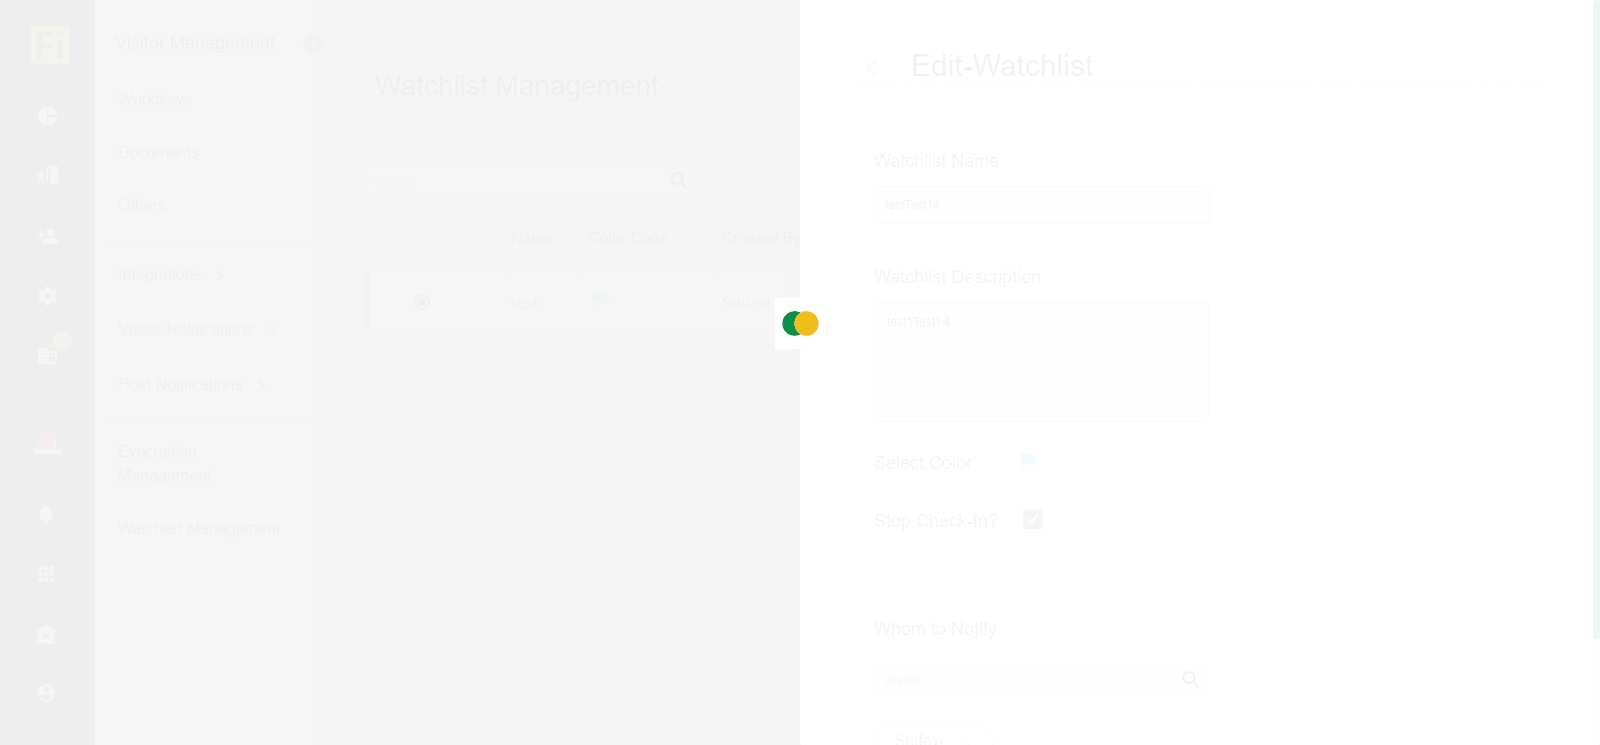 Fi
Visitor Management
Workflows
Documents
Others
Integrations
Visitor Notifications
Host Notifications
Evacuation
Management
Watchlist Management
Watchlist Management
search
Name Color Code Created By
test Sridevi
Edit-Watchlist
Watchlist Name
testTest14
Watchlist Description
test1Test14
Select Color
Stop Check-In?
Whom to Notify
search
Sridevi ×